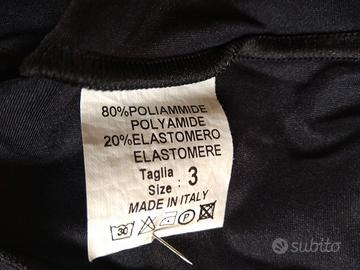 80%POLIAMMIDE
POLYAMIDE
20%ELASTOMERO
ELASTOMERE
Taglia
Size : 3
MADE IN ITALY
30 P
subito